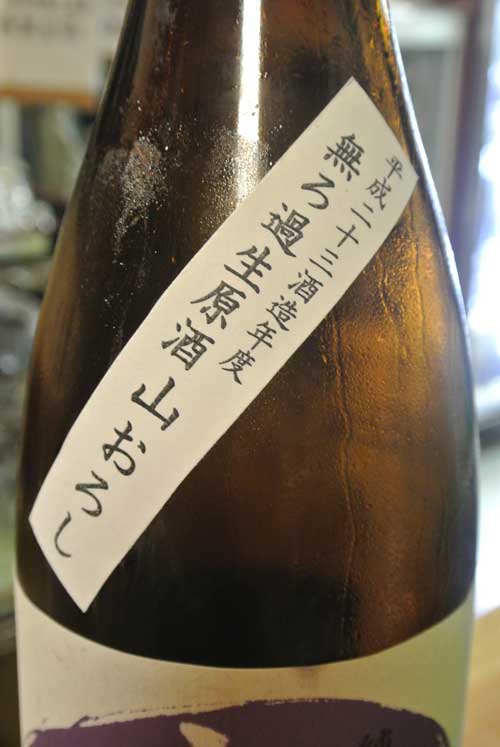 平成二十三酒造年度
無ろ過生原酒 山おろし